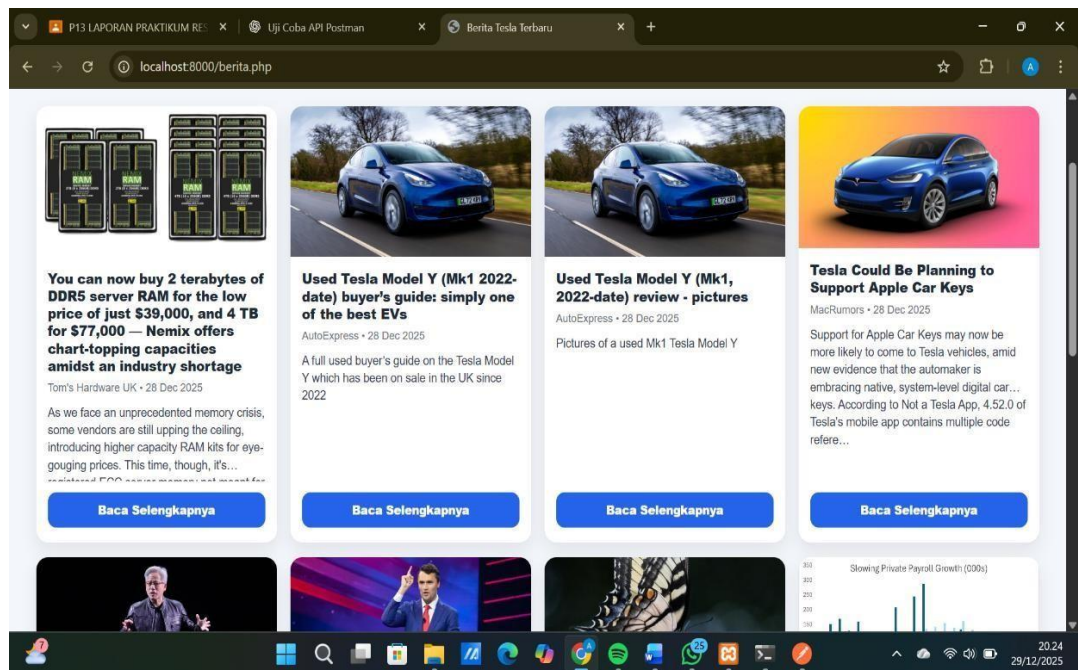 P13 LAPORAN PRAKTIKUM RES
Uji Coba API Postman
Berita Tesla Terbaru
localhost:8000/berita.php
A
You can now buy 2 terabytes of
DDR5 server RAM for the low
price of just $39,000, and 4 TB
for $77,000 — Nemix offers
chart-topping capacities
amidst an industry shortage
Tom's Hardware UK • 28 Dec 2025
As we face an unprecedented memory crisis,
some vendors are still upping the ceiling,
introducing higher capacity RAM kits for eye-
gouging prices. This time, though, it's...
Baca Selengkapnya
Used Tesla Model Y (Mk1 2022-
date) buyer's guide: simply one
of the best EVs
AutoExpress • 28 Dec 2025
A full used buyer's guide on the Tesla Model
Y which has been on sale in the UK since
2022
Baca Selengkapnya
Used Tesla Model Y (Mk1,
2022-date) review - pictures
AutoExpress • 28 Dec 2025
Pictures of a used Mk1 Tesla Model Y
Baca Selengkapnya
Tesla Could Be Planning to
Support Apple Car Keys
MacRumors • 28 Dec 2025
Support for Apple Car Keys may now be
more likely to come to Tesla vehicles, amid
new evidence that the automaker is
embracing native, system-level digital car...
keys. According to Not a Tesla App, 4.52.0 of
Tesla's mobile app contains multiple code
refere...
Baca Selengkapnya
RAM
RAM
RAM
RAM
Slowing Private Payroll Growth (000s)
25
20.24
29/12/2025